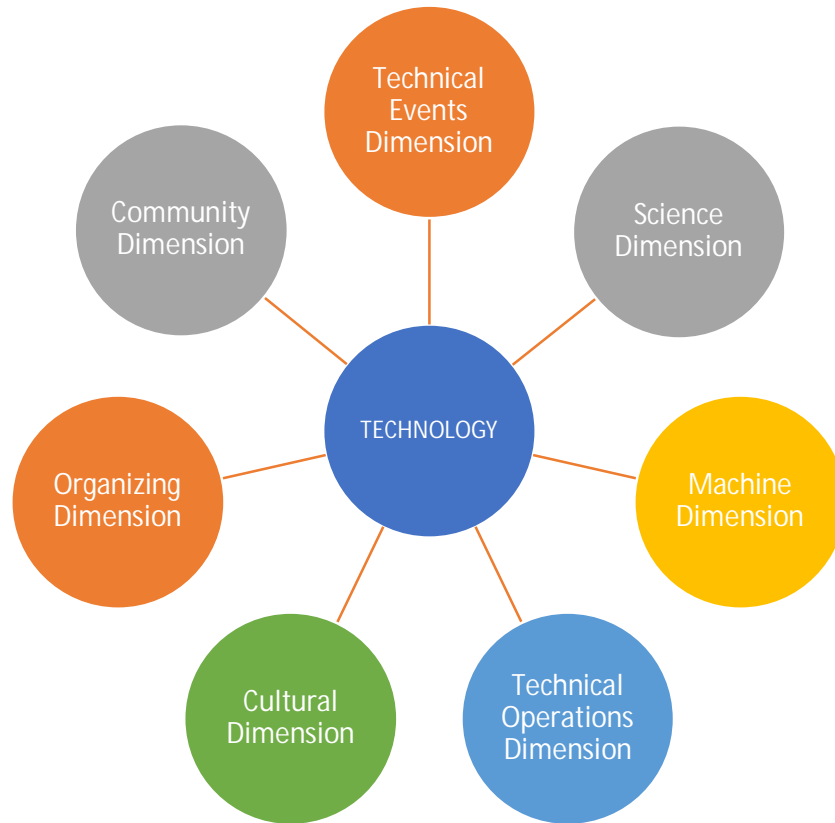 Technical
Events
Dimension
Community
Dimension
Science
Dimension
TECHNOLOGY
Organizing
Dimension
Machine
Dimension
Cultural
Dimension
Technical
Operations
Dimension